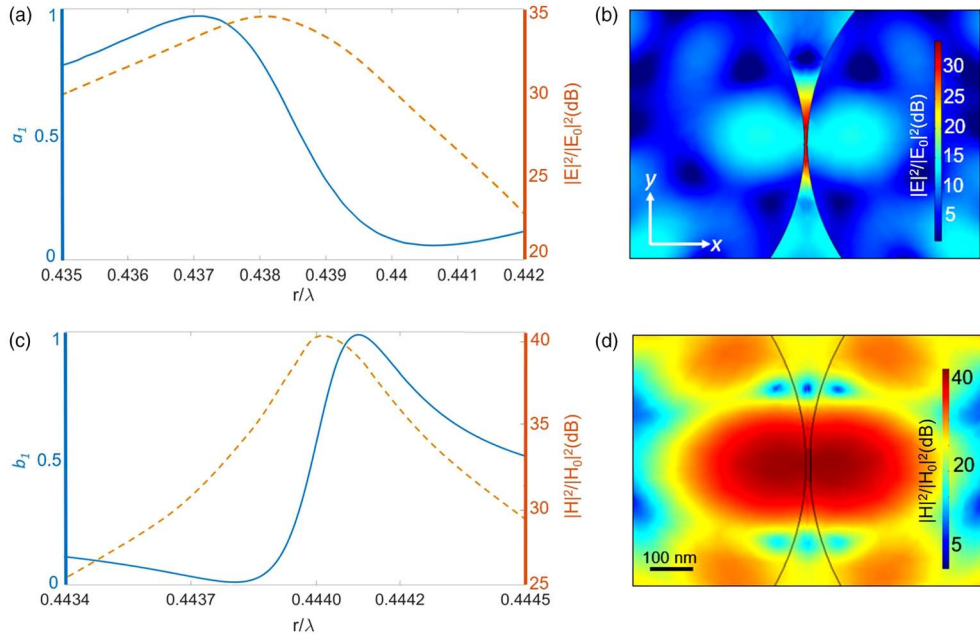 (a)
1
0.5
0
a₁
35
30
25
20
|E|²/|E₀|²(dB)
0.435 0.436 0.437 0.438 0.439 0.44 0.441 0.442
r/λ
(b)
30
25
20
15
10
5
|E|²/|E₀|²(dB)
y
x
(c)
1
0.5
0
b₁
40
35
30
25
|H|²/|H₀|²(dB)
0.4434 0.4437 0.4440 0.4442 0.4445
r/λ
(d)
40
20
5
|H|²/|H₀|²(dB)
100 nm